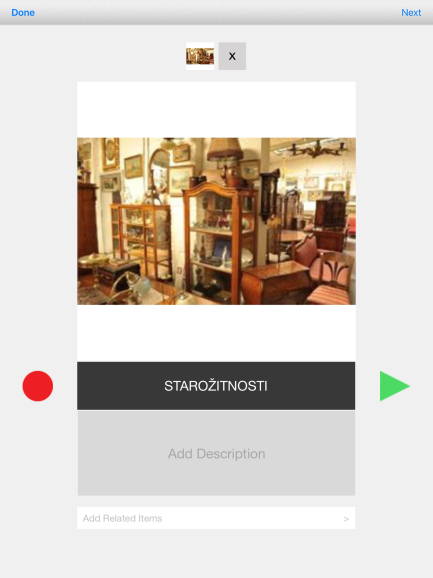 Done
Next
x
STAROŽITNOSTI
Add Description
Add Related Items
>